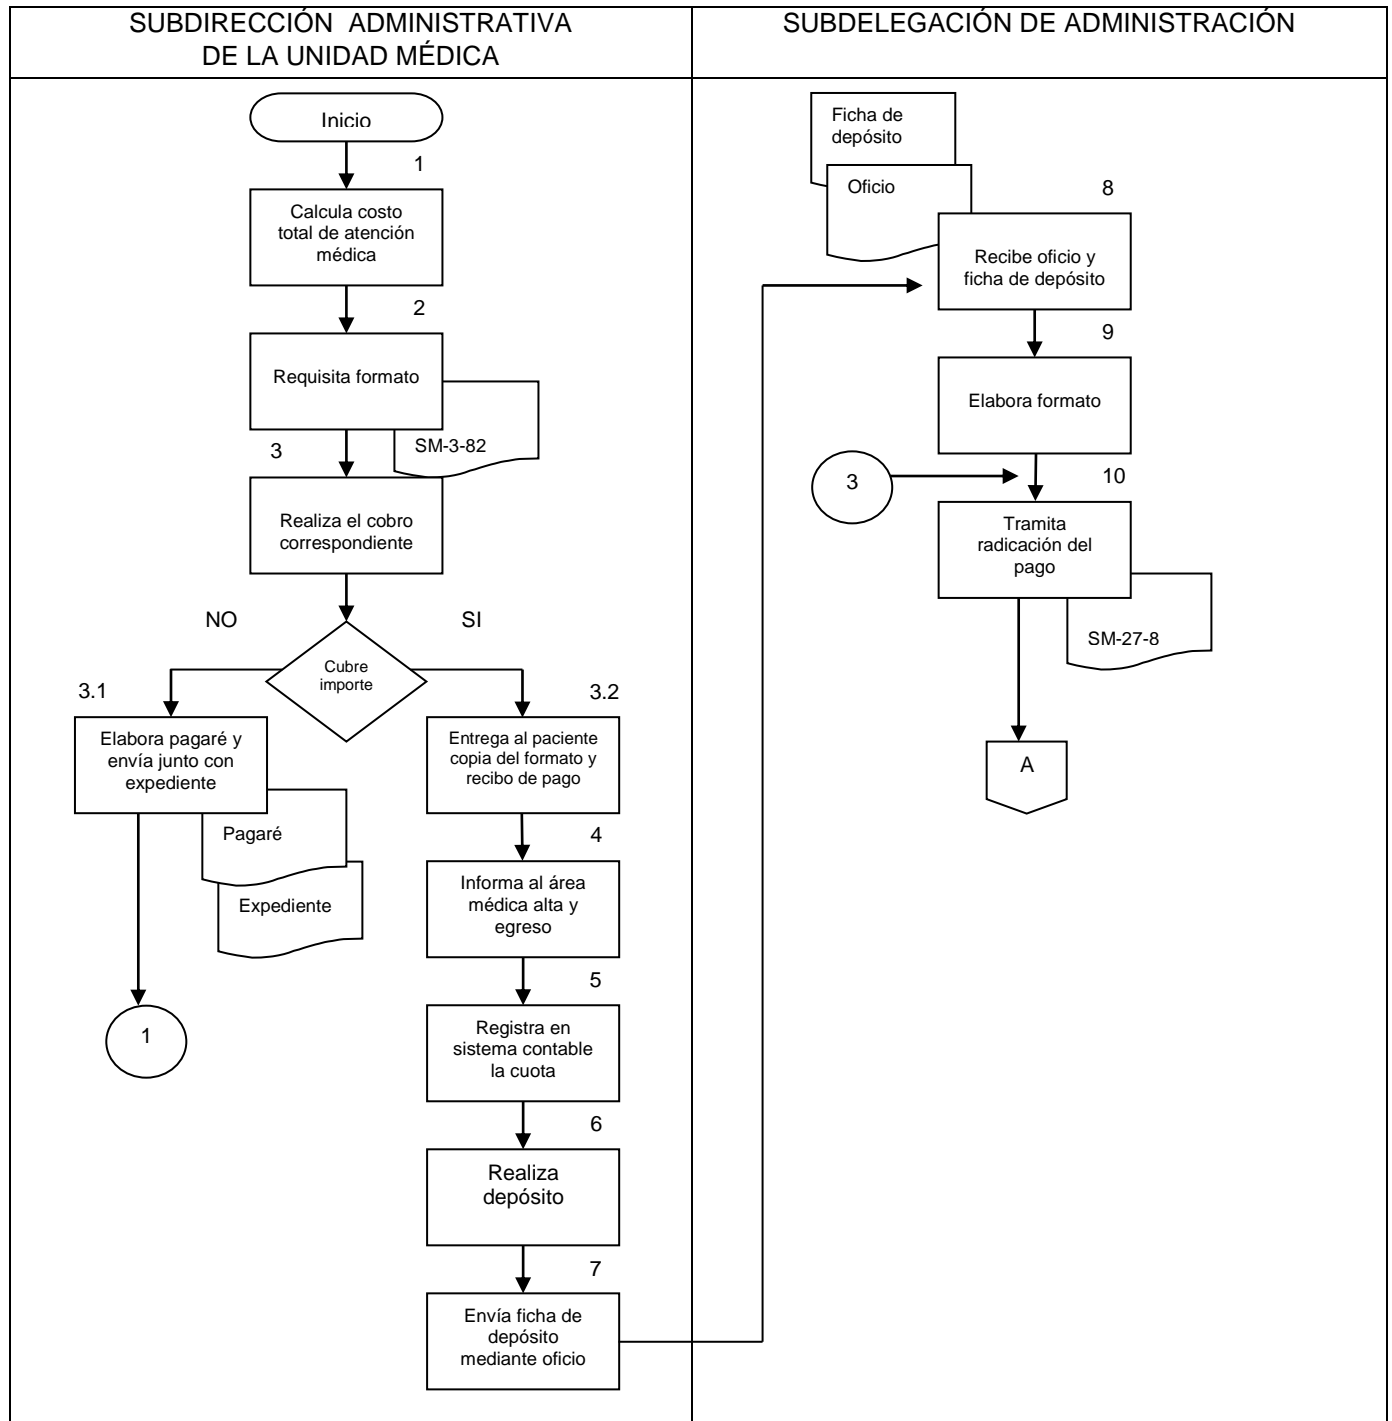 SUBDIRECCIÓN ADMINISTRATIVA
DE LA UNIDAD MÉDICA
SUBDELEGACIÓN DE ADMINISTRACIÓN
Inicio
1
Calcula costo
total de atención
médica
2
Requisita formato
SM-3-82
3
Realiza el cobro
correspondiente
NO
SI
Cubre
importe
3.1
Elabora pagaré y
envía junto con
expediente
Pagaré
Expediente
1
3.2
Entrega al paciente
copia del formato y
recibo de pago
4
Informa al área
médica alta y
egreso
5
Registra en
sistema contable
la cuota
6
Realiza
depósito
7
Envía ficha de
depósito
mediante oficio
Ficha de
depósito
Oficio
8
Recibe oficio y
ficha de depósito
9
Elabora formato
3
10
Tramita
radicación del
pago
SM-27-8
A